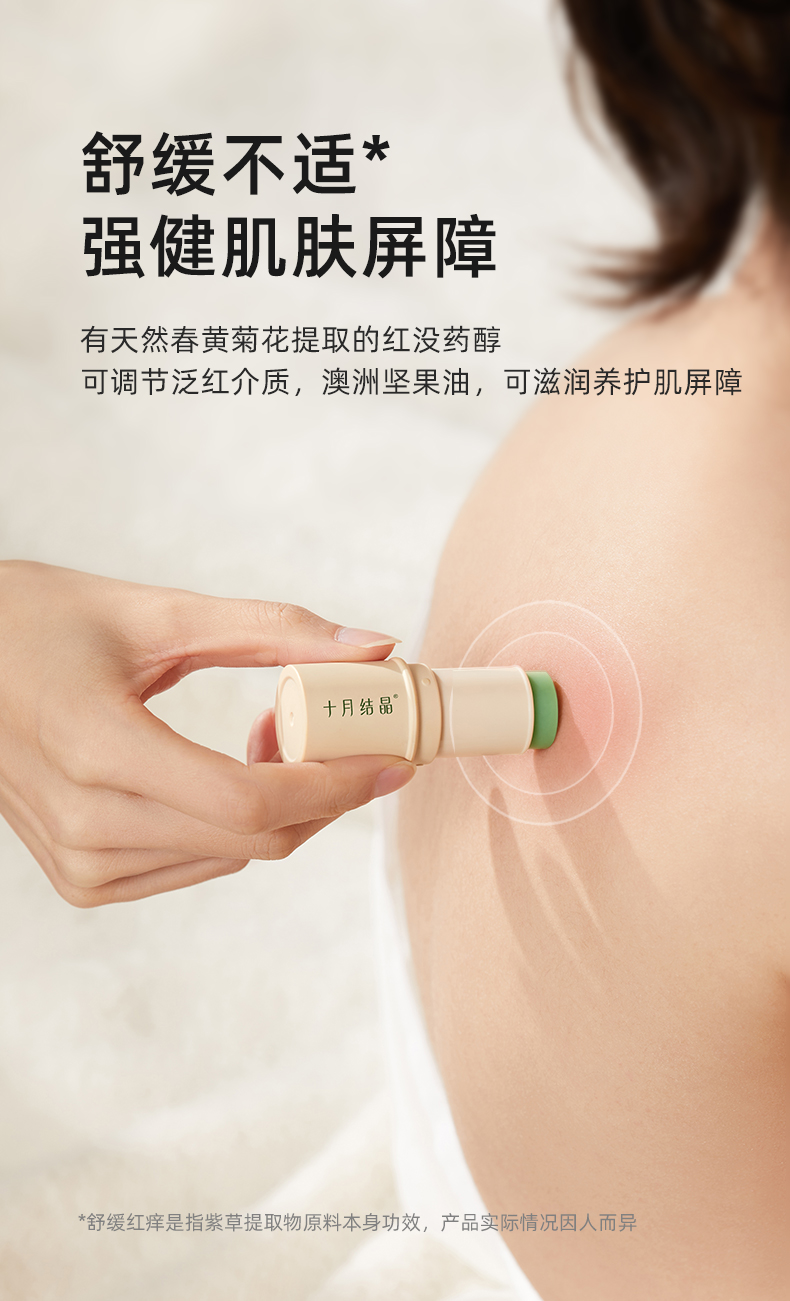 舒缓不适*
强健肌肤屏障
有天然春黄菊花提取的红没药醇
可调节泛红介质，澳洲坚果油，可滋润养护肌屏障
十月结晶®
*舒缓红痒是指紫草提取物原料本身功效，产品实际情况因人而异